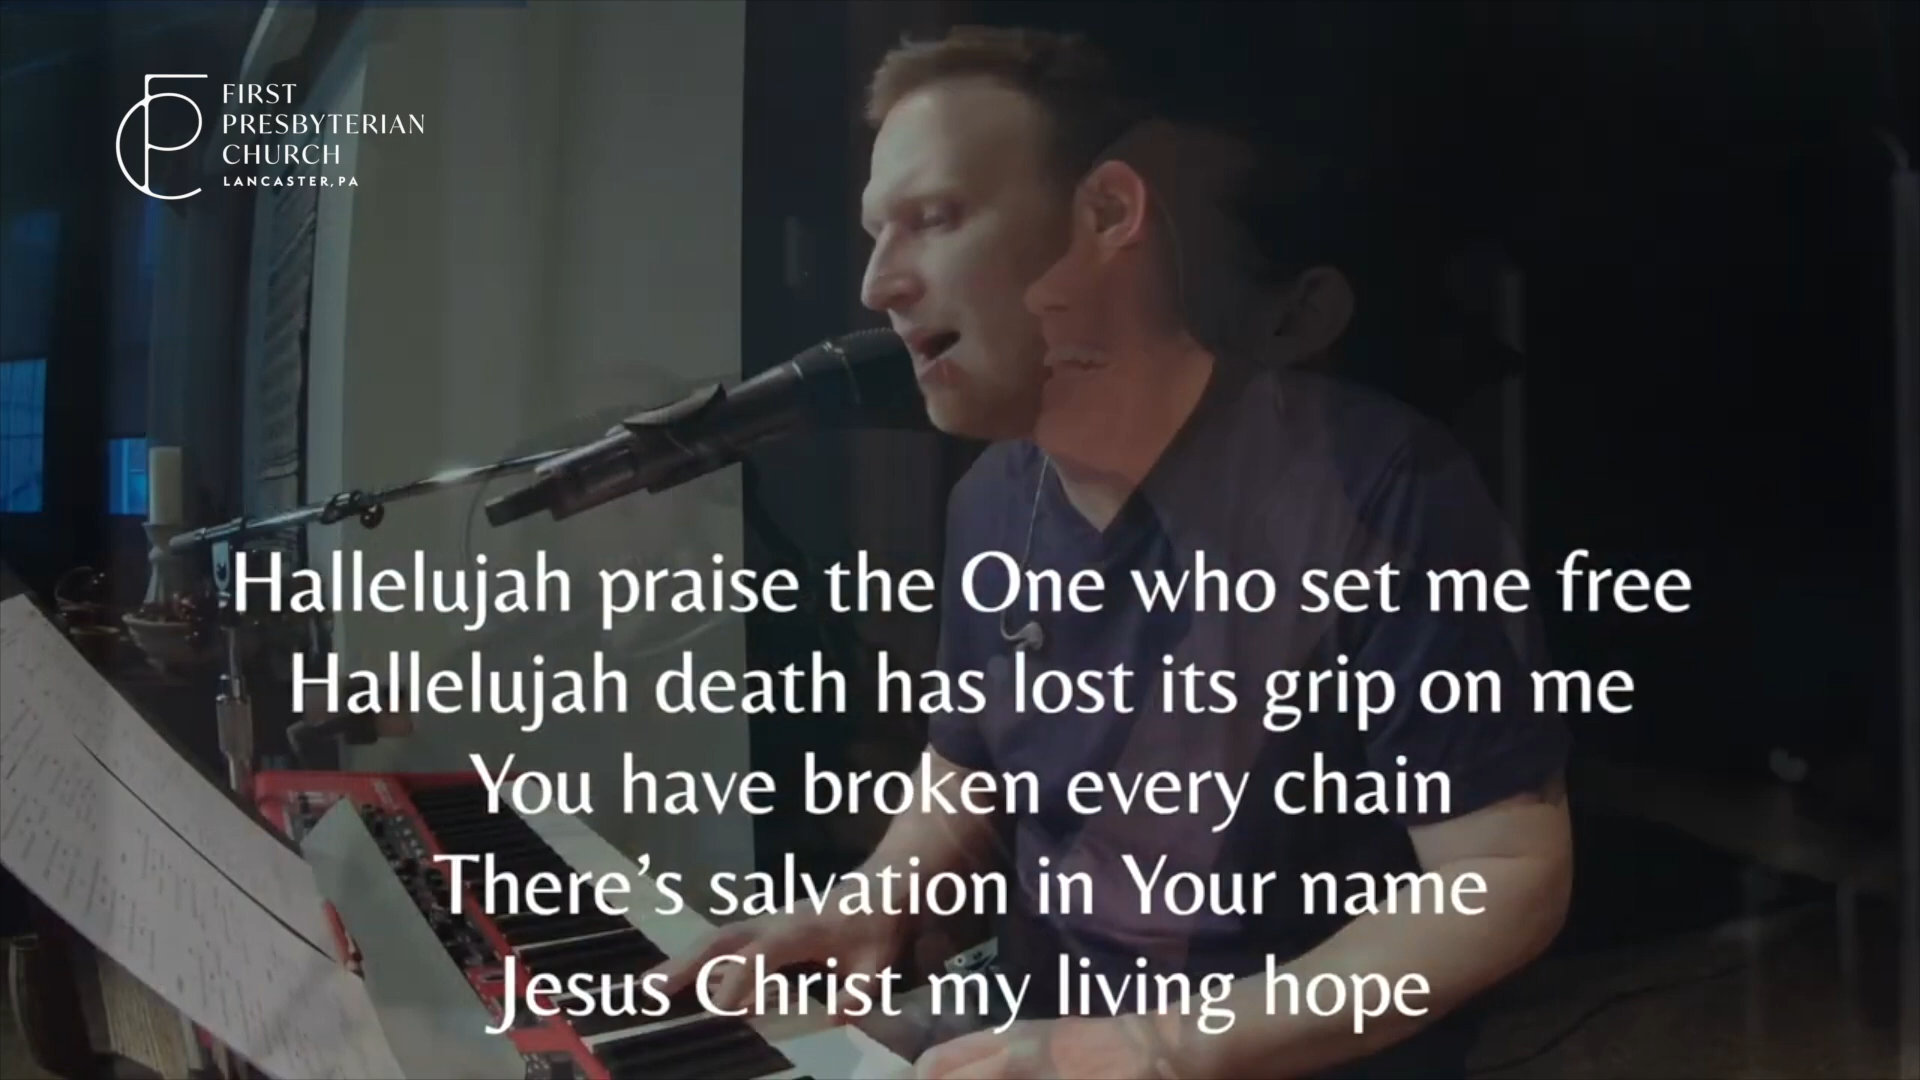 FIRST
PRESBYTERIAN
CHURCH
LANCASTER, PA
Hallelujah praise the One who set me free
Hallelujah death has lost its grip on me
You have broken every chain
There’s salvation in Your name
Jesus Christ my living hope